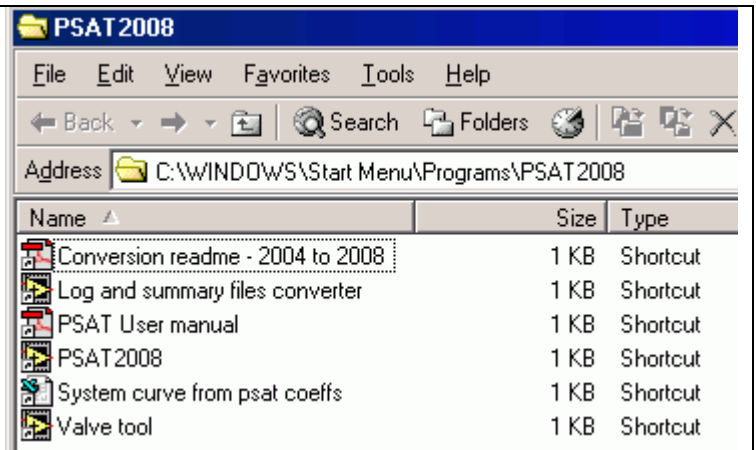 PSAT2008
File Edit View Favorites Tools Help
Back Search Folders
Address C:\WINDOWS\Start Menu\Programs\PSAT2008
Name Size Type
Conversion readme - 2004 to 2008 1 KB Shortcut
Log and summary files converter 1 KB Shortcut
PSAT User manual 1 KB Shortcut
PSAT2008 1 KB Shortcut
System curve from psat coeffs 1 KB Shortcut
Valve tool 1 KB Shortcut